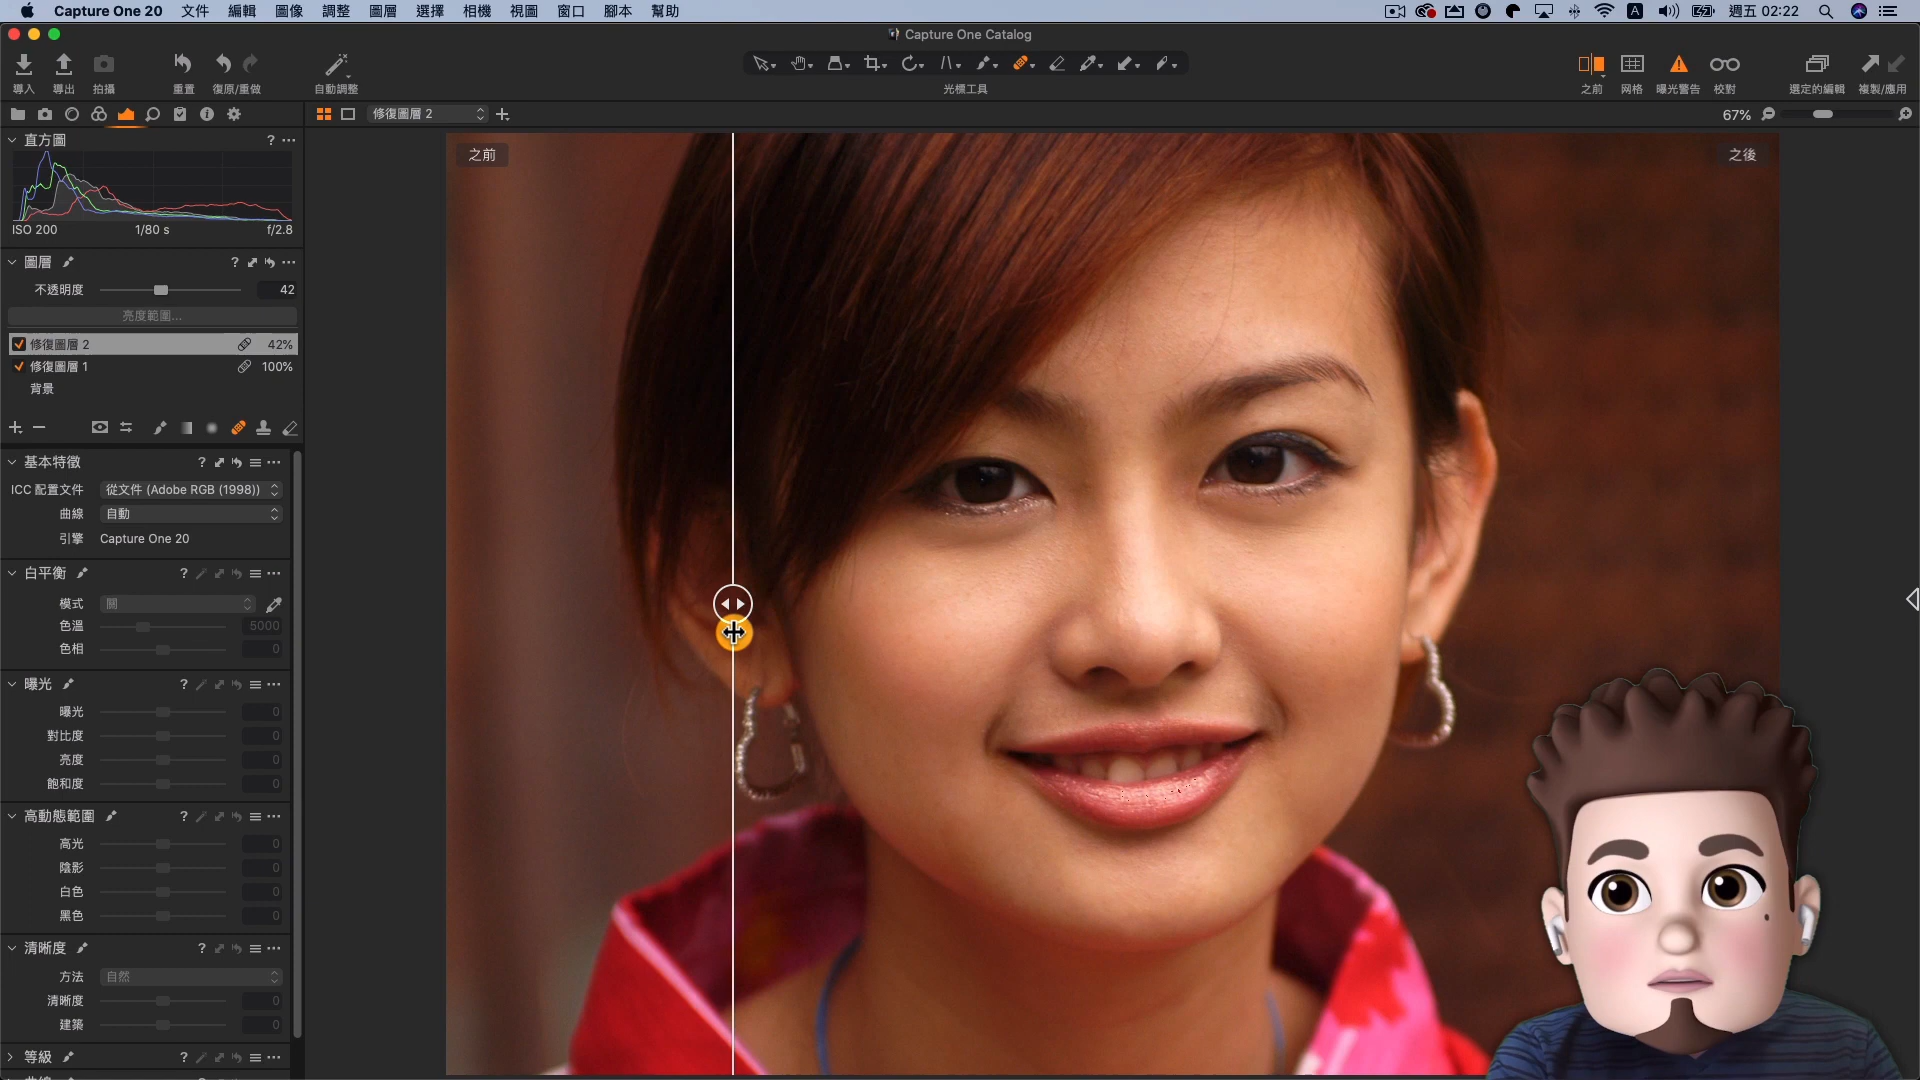 Capture One 20 文件 編輯 圖像 調整 圖層 選擇 相機 視圖 窗口 腳本 幫助 A 週五 02:22
Capture One Catalog
導入 導出 拍攝 重置 復原/重做 自動調整 光標工具 之前 网格 曝光警告 校對 選定的編輯 複製/應用
修復圖層 2 67%
直方圖
ISO 200 1/80 s f/2.8
之前 之後
圖層
不透明度 42
亮度範圍...
修復圖層 2 42%
修復圖層 1 100%
背景
基本特徵
ICC 配置文件 從文件 (Adobe RGB (1998))
曲線 自動
引擎 Capture One 20
白平衡
模式 關
色溫 5000
色相 0
曝光
曝光 0
對比度 0
亮度 0
飽和度 0
高動態範圍
高光 0
陰影 0
白色 0
黑色 0
清晰度
方法 自然
清晰度 0
建築 0
等級